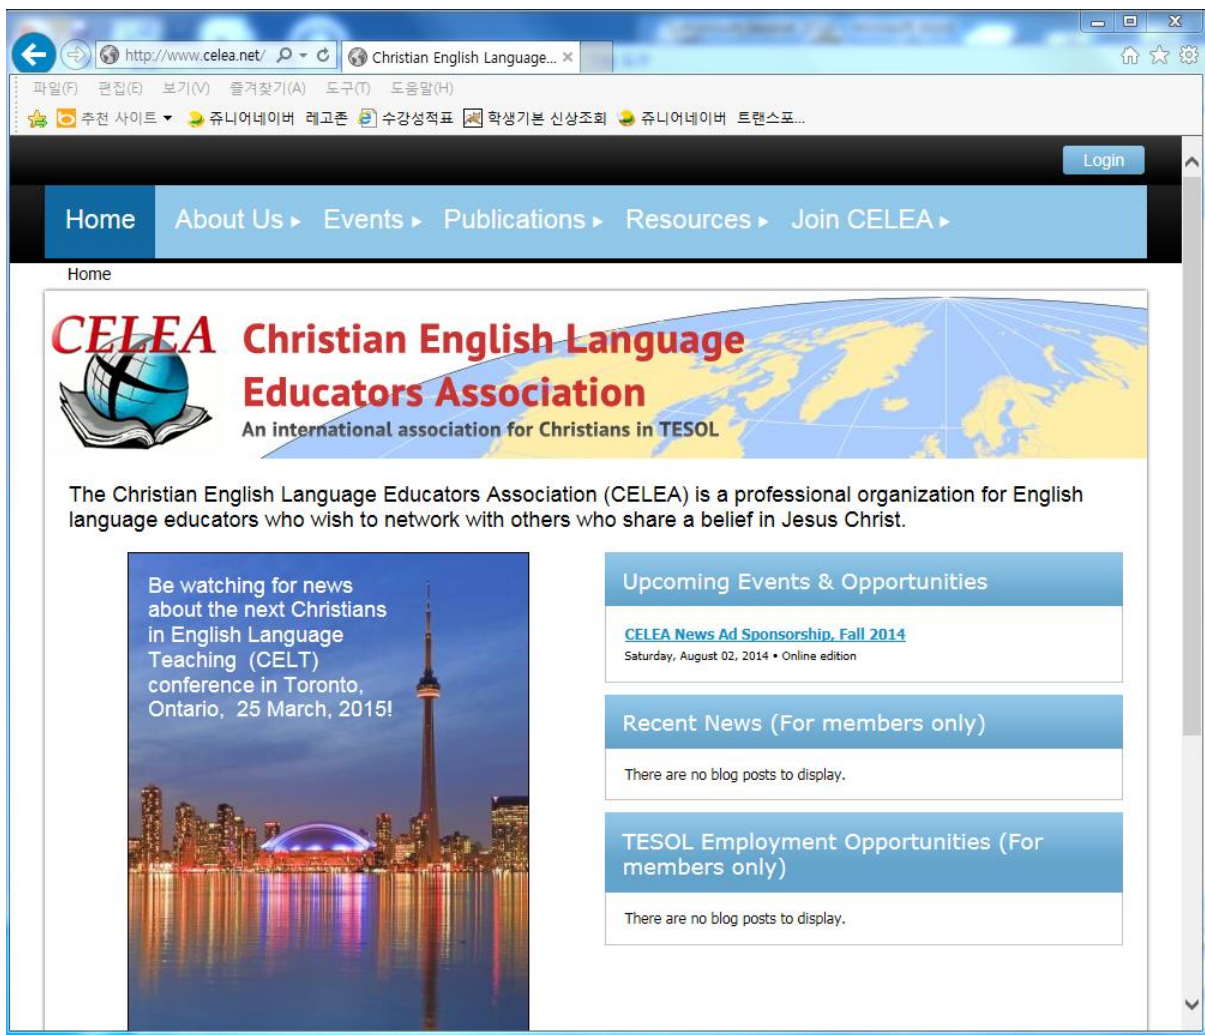 http://www.celea.net/
Christian English Language...
파일(F) 편집(E) 보기(V) 즐겨찾기(A) 도구(T) 도움말(H)
추천 사이트 쥬니어네이버 레고존 수강성적표 학생기본 신상조회 쥬니어네이버 트랜스포...
Login
Home About Us Events Publications Resources Join CELEA
Home
CELEA
Christian English Language
Educators Association
An international association for Christians in TESOL
The Christian English Language Educators Association (CELEA) is a professional organization for English
language educators who wish to network with others who share a belief in Jesus Christ.
Be watching for news
about the next Christians
in English Language
Teaching (CELT)
conference in Toronto,
Ontario, 25 March, 2015!
Upcoming Events & Opportunities
CELEA News Ad Sponsorship, Fall 2014
Saturday, August 02, 2014 • Online edition
Recent News (For members only)
There are no blog posts to display.
TESOL Employment Opportunities (For
members only)
There are no blog posts to display.